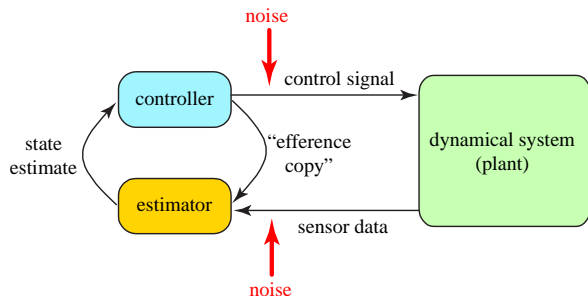 noise
controller
control signal
state
estimate
“efference
copy”
dynamical system
(plant)
estimator
sensor data
noise